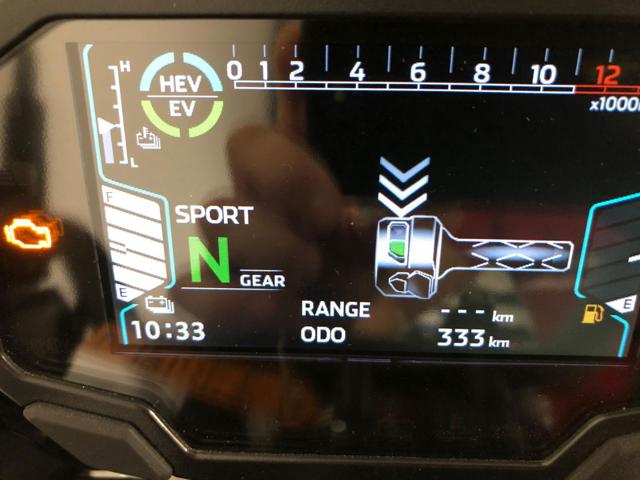 H
HEV
EV
L
0 1 2 4 6 8 10 12
x1000
F
SPORT
N
GEAR
E
E
RANGE --- km
10:33
ODO 333 km